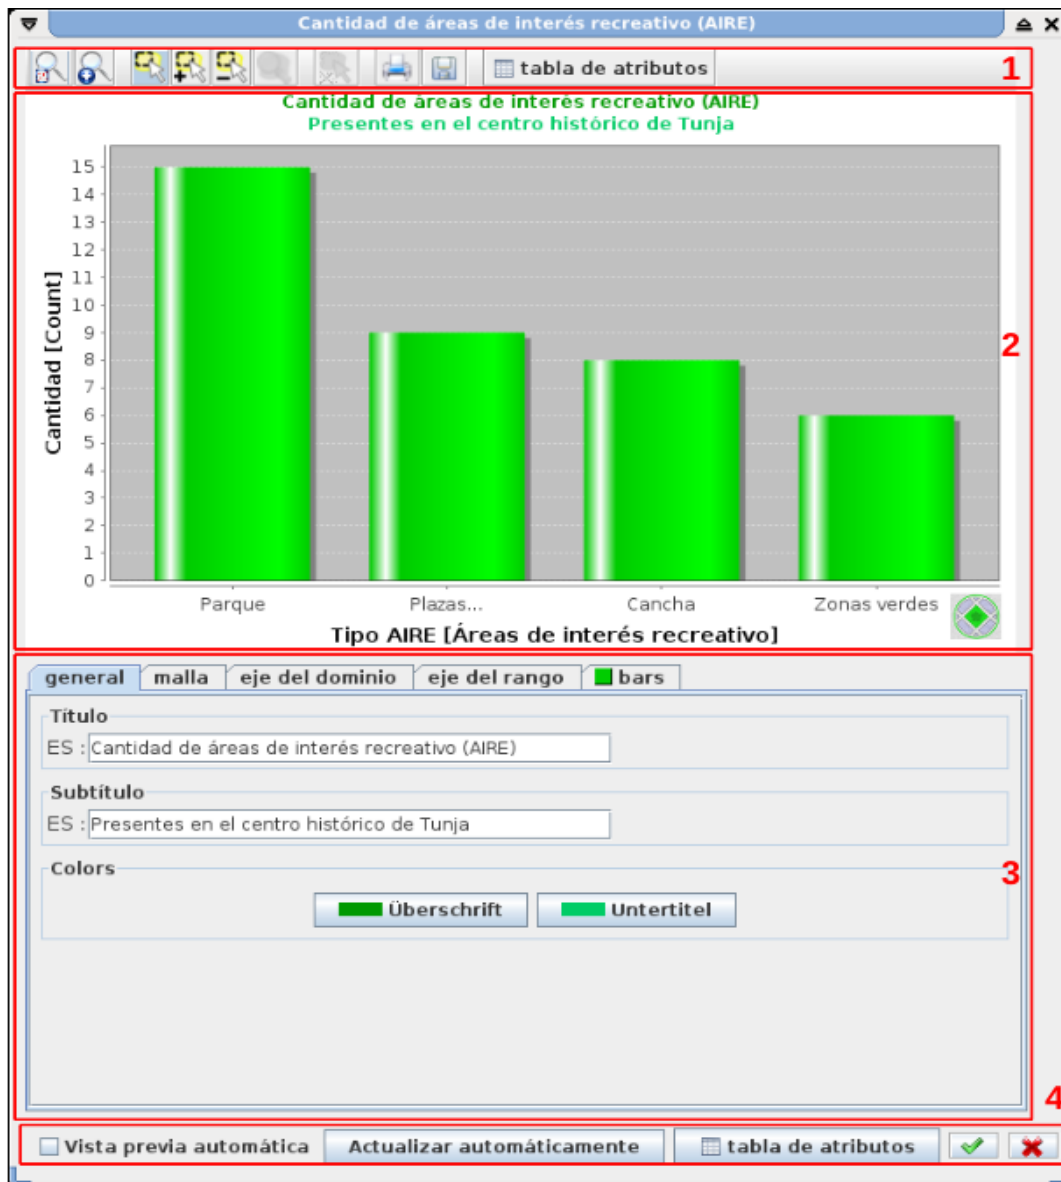 Cantidad de áreas de interés recreativo (AIRE)
tabla de atributos
1
Cantidad de áreas de interés recreativo (AIRE)
Presentes en el centro histórico de Tunja
Cantidad [Count]
15
14
13
12
11
10
9
8
7
6
5
4
3
2
1
0
2
Parque Plazas... Cancha Zonas verdes
Tipo AIRE [Áreas de interés recreativo]
general malla eje del dominio eje del rango bars
Título
ES : Cantidad de áreas de interés recreativo (AIRE)
Subtítulo
ES : Presentes en el centro histórico de Tunja
Colors
3
Überschrift Untertitel
4
Vista previa automática Actualizar automáticamente tabla de atributos